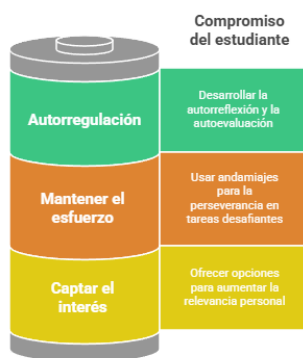 Compromiso
del estudiante
Autorregulación
Desarrollar la
autorreflexión y la
autoevaluación
Mantener el
esfuerzo
Usar andamiajes
para la
perseverancia en
tareas desafiantes
Captar el
interés
Ofrecer opciones
para aumentar la
relevancia personal